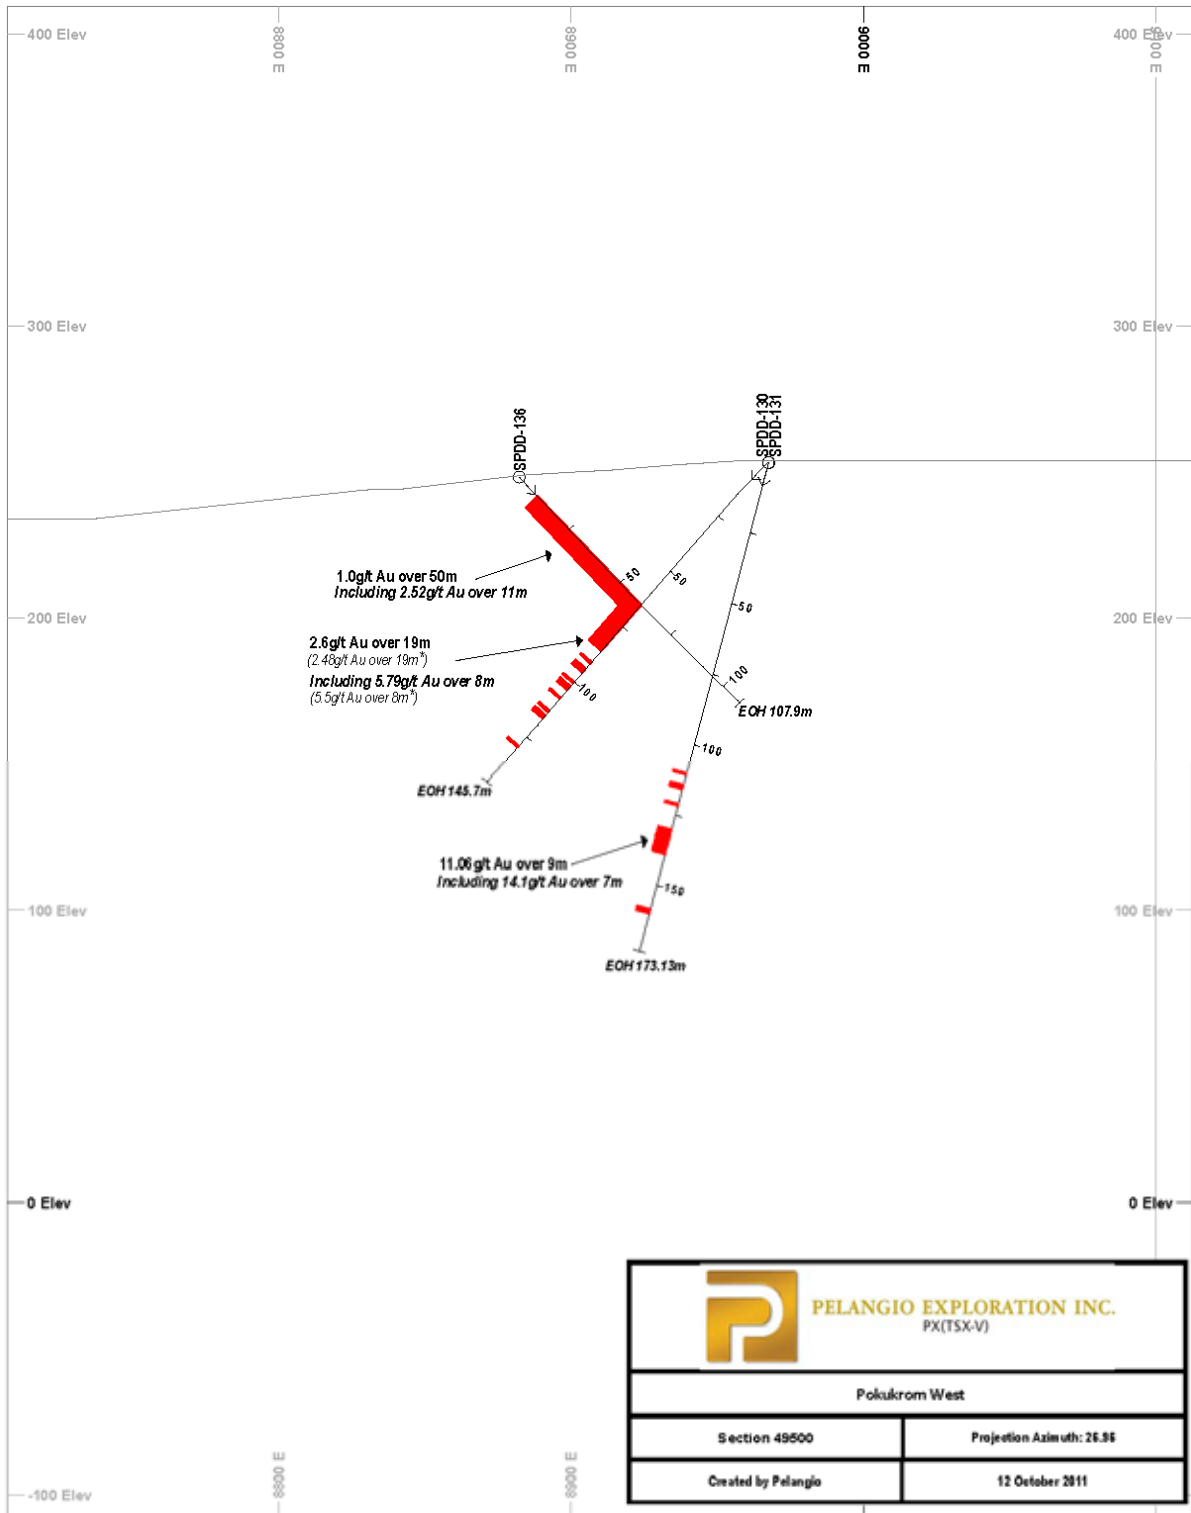 400 Elev
8800 E
8900 E
9000 E
400 Elev
300 Elev
300 Elev
SPDD-136
SPDD-130
SPDD-131
1.0g/t Au over 50m
Including 2.52g/t Au over 11m
50
50
50
200 Elev
200 Elev
2.6g/t Au over 19m
(2.48g/t Au over 19m*)
Including 5.79g/t Au over 8m
(5.5g/t Au over 8m*)
100
100
EOH 107.9m
100
EOH 145.7m
11.06g/t Au over 9m
Including 14.1g/t Au over 7m
150
100 Elev
100 Elev
EOH 173.13m
0 Elev
0 Elev
PELANGIO EXPLORATION INC.
PX(TSX-V)
Pokukrom West
Section 49500
Projection Azimuth: 26.96
Created by Pelangio
12 October 2011
8800 E
8900 E
-100 Elev